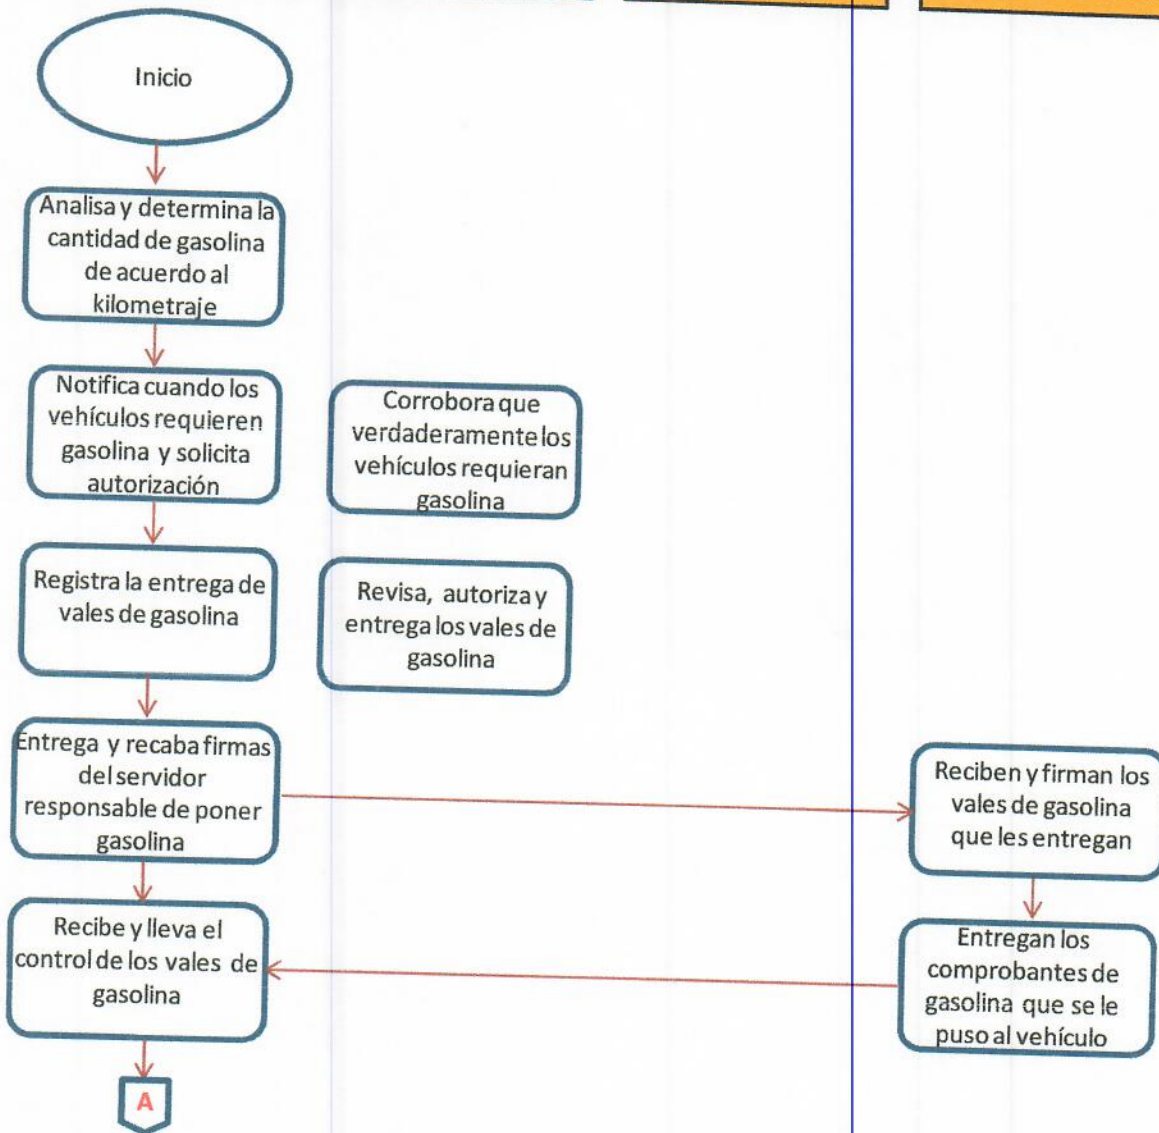 Inicio
Analisa y determina la
cantidad de gasolina
de acuerdo al
kilometraje
Notifica cuando los
vehículos requieren
gasolina y solicita
autorización
Corrobora que
verdaderamente los
vehículos requieran
gasolina
Registra la entrega de
vales de gasolina
Revisa, autoriza y
entrega los vales de
gasolina
Entrega y recaba firmas
del servidor
responsable de poner
gasolina
Reciben y firman los
vales de gasolina
que les entregan
Recibe y lleva el
control de los vales de
gasolina
Entregan los
comprobantes de
gasolina que se le
puso al vehículo
A